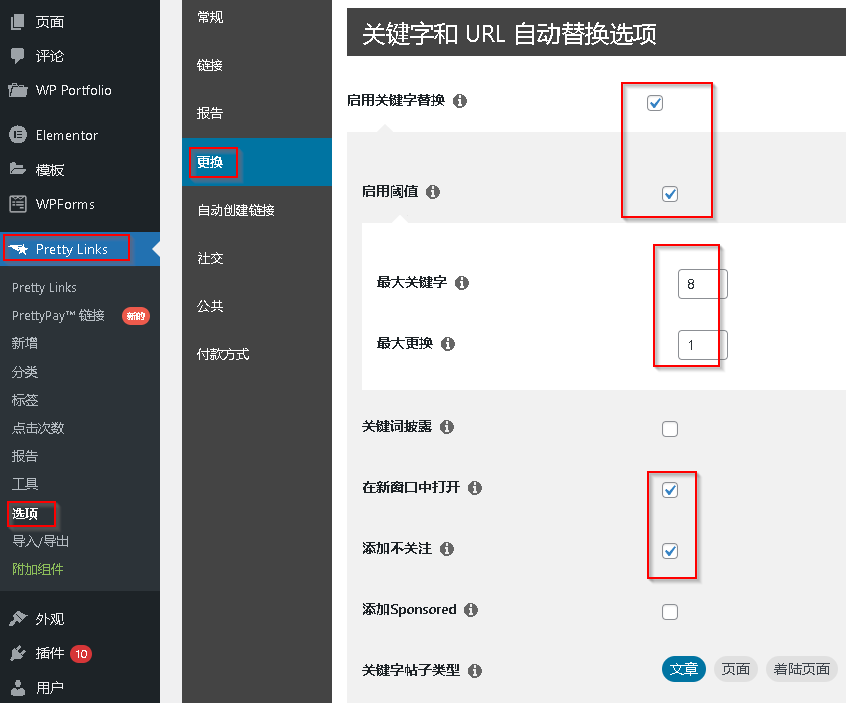 页面
评论
WP Portfolio
Elementor
模板
WPForms
Pretty Links
Pretty Links
PrettyPay™ 链接 新的
新增
分类
标签
点击次数
报告
工具
选项
导入/导出
附加组件
外观
插件 10
用户
常规
链接
报告
更换
自动创建链接
社交
公共
付款方式
关键字和 URL 自动替换选项
启用关键字替换
启用阈值
最大关键字 8
最大更换 1
关键词披露
在新窗口中打开
添加不关注
添加Sponsored
关键字帖子类型 文章 页面 着陆页面